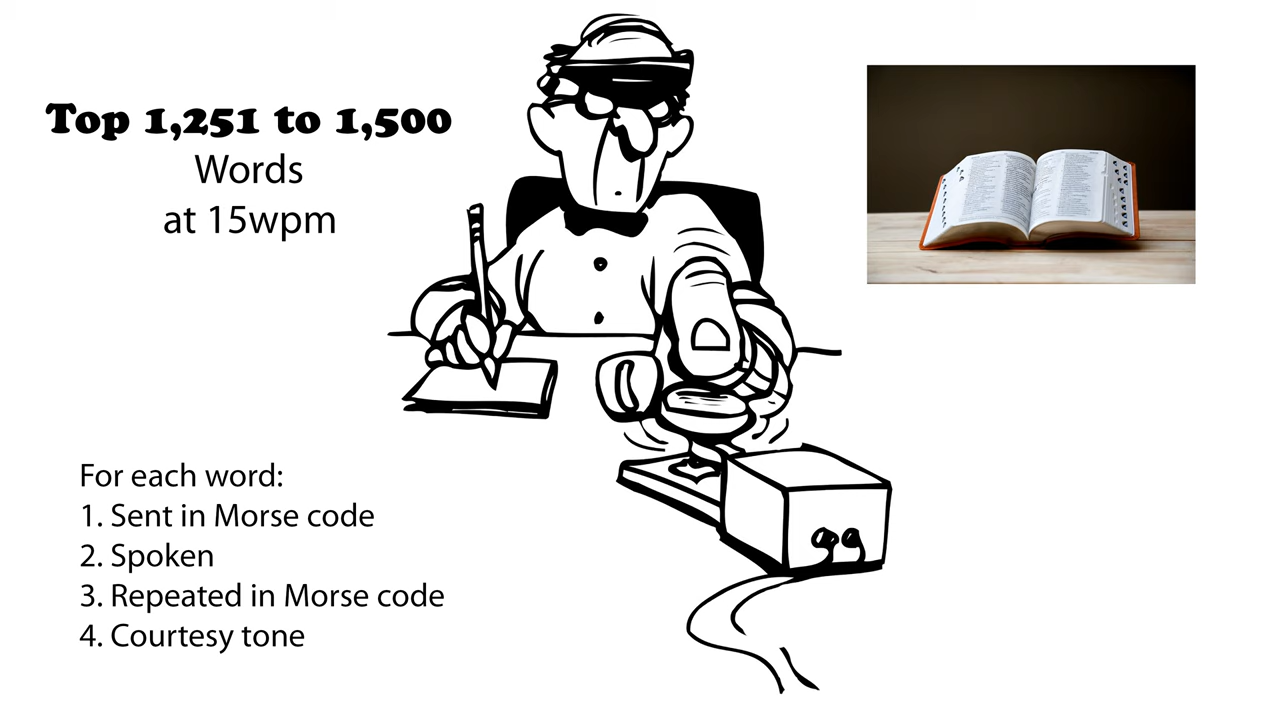 Top 1,251 to 1,500
Words
at 15wpm
For each word:
1. Sent in Morse code
2. Spoken
3. Repeated in Morse code
4. Courtesy tone